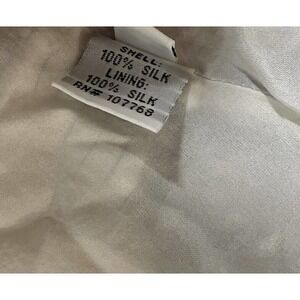 SHELL:
100% SILK
LINING:
100% SILK
RN# 107768